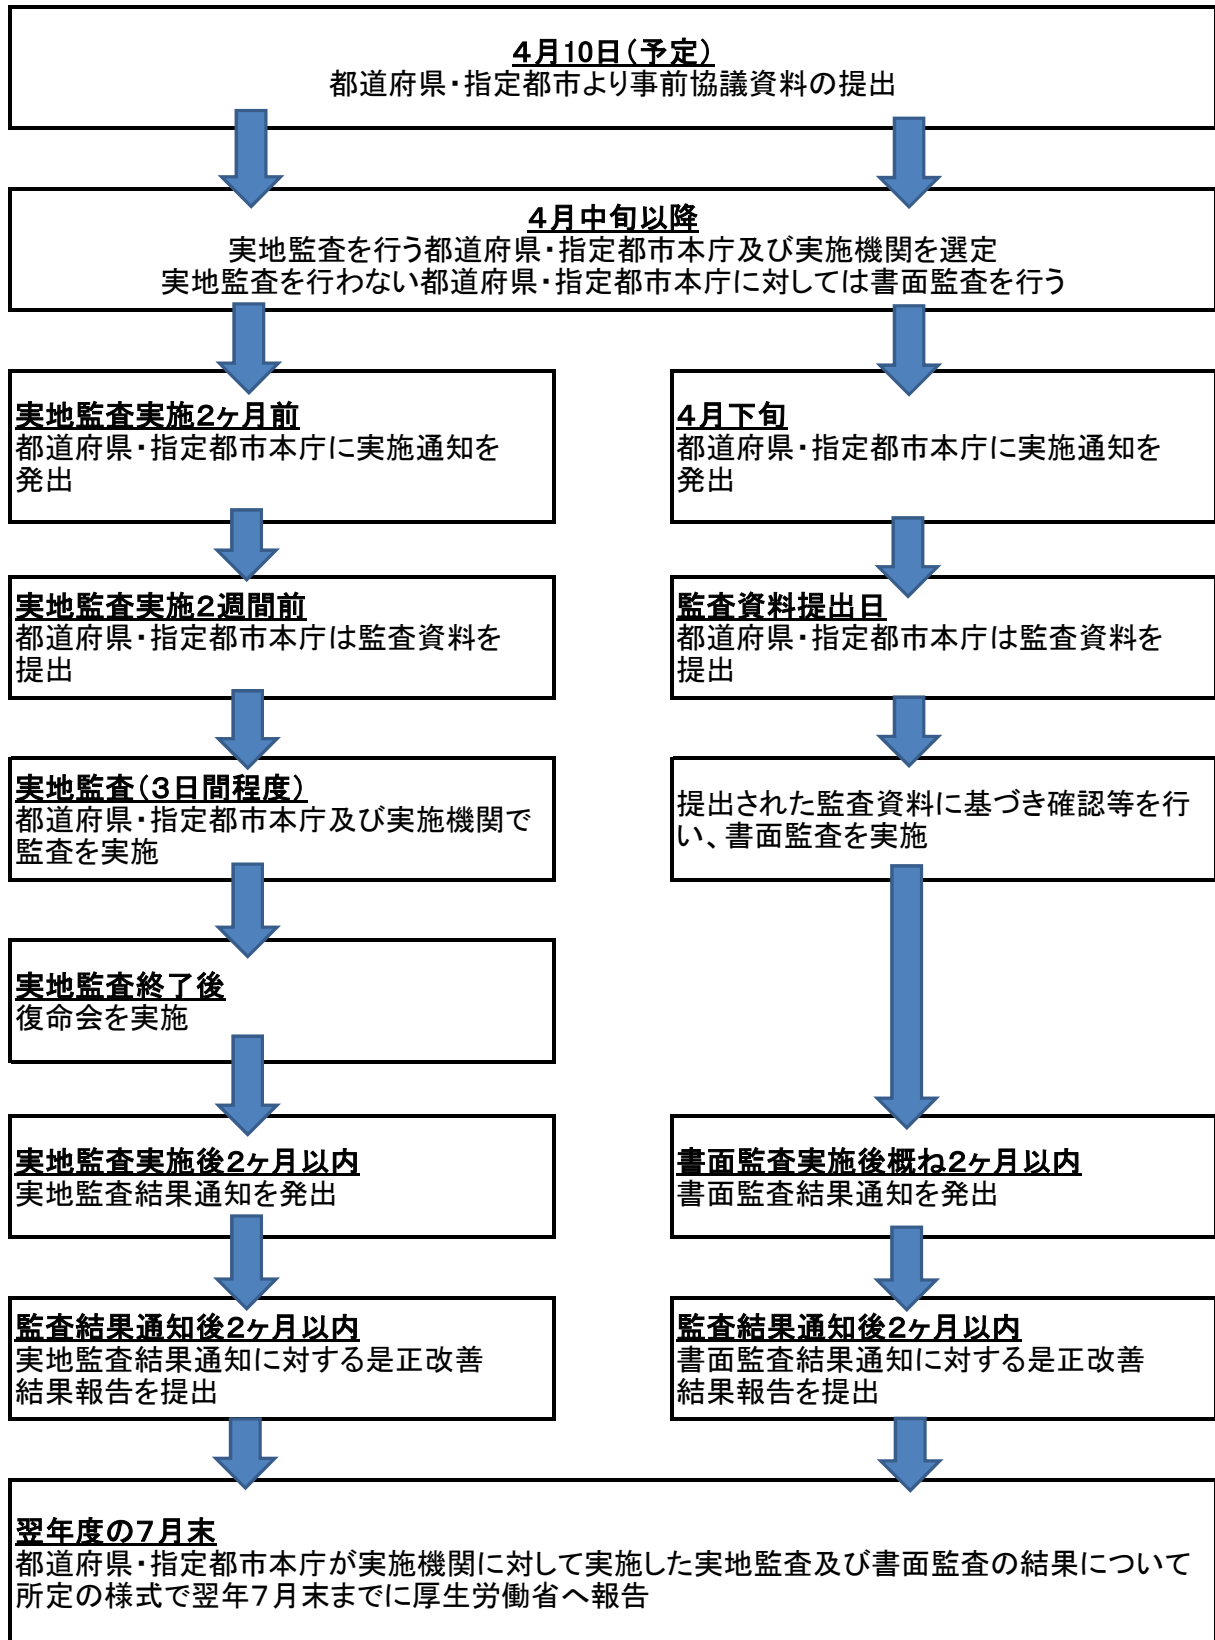 4月10日(予定)
都道府県・指定都市より事前協議資料の提出
4月中旬以降
実地監査を行う都道府県・指定都市本庁及び実施機関を選定
実地監査を行わない都道府県・指定都市本庁に対しては書面監査を行う
実地監査実施2ヶ月前
都道府県・指定都市本庁に実施通知を
発出
4月下旬
都道府県・指定都市本庁に実施通知を
発出
実地監査実施2週間前
都道府県・指定都市本庁は監査資料を
提出
監査資料提出日
都道府県・指定都市本庁は監査資料を
提出
実地監査(3日間程度)
都道府県・指定都市本庁及び実施機関で
監査を実施
提出された監査資料に基づき確認等を行
い、書面監査を実施
実地監査終了後
復命会を実施
実地監査実施後2ヶ月以内
実地監査結果通知を発出
書面監査実施後概ね2ヶ月以内
書面監査結果通知を発出
監査結果通知後2ヶ月以内
実地監査結果通知に対する是正改善
結果報告を提出
監査結果通知後2ヶ月以内
書面監査結果通知に対する是正改善
結果報告を提出
翌年度の7月末
都道府県・指定都市本庁が実施機関に対して実施した実地監査及び書面監査の結果について
所定の様式で翌年7月末までに厚生労働省へ報告